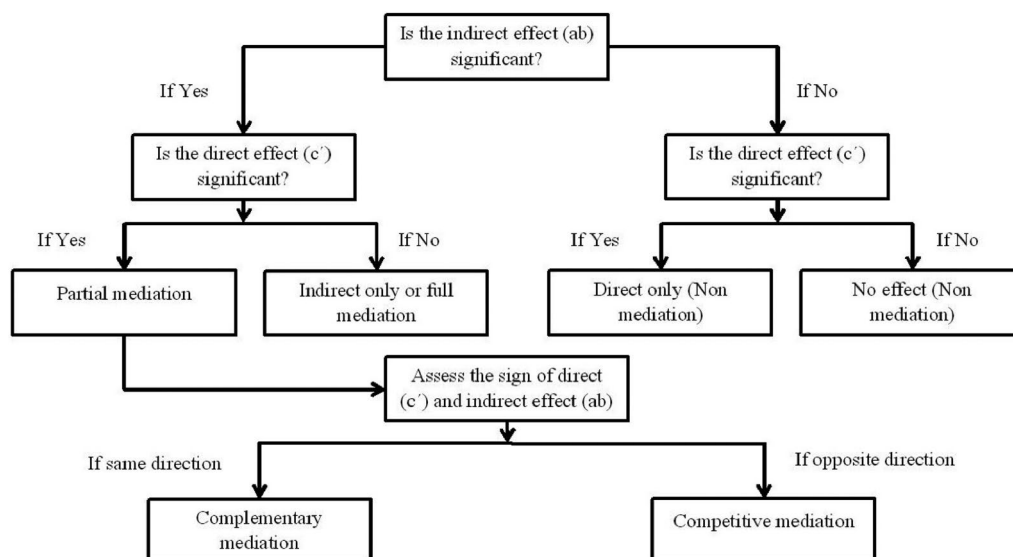 Is the indirect effect (ab)
significant?
If Yes
If No
Is the direct effect (c´)
significant?
Is the direct effect (c´)
significant?
If Yes
If No
If Yes
If No
Partial mediation
Indirect only or full
mediation
Direct only (Non
mediation)
No effect (Non
mediation)
Assess the sign of direct
(c´) and indirect effect (ab)
If same direction
If opposite direction
Complementary
mediation
Competitive mediation